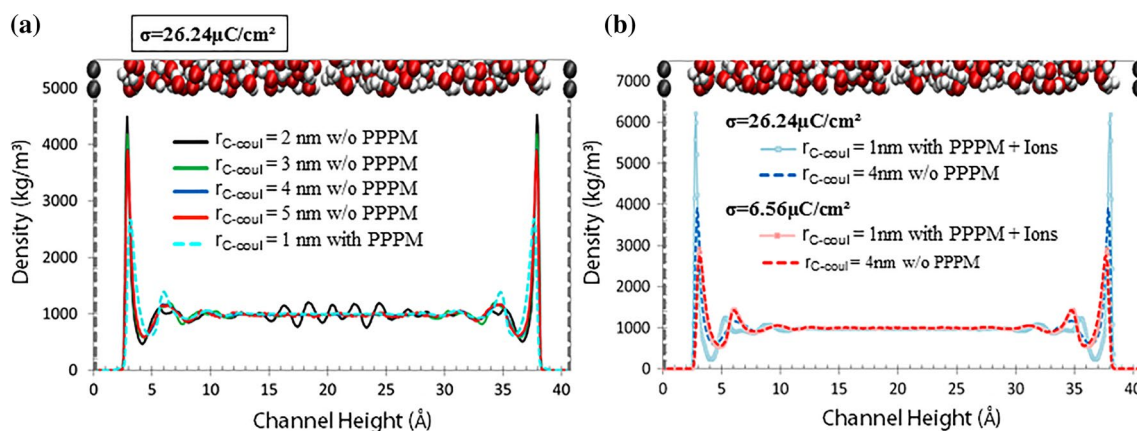 (a)
σ=26.24μC/cm²
Density (kg/m³)
5000
4000
3000
2000
1000
0
r_C-coul = 2 nm w/o PPPM
r_C-coul = 3 nm w/o PPPM
r_C-coul = 4 nm w/o PPPM
r_C-coul = 5 nm w/o PPPM
r_C-coul = 1 nm with PPPM
0 5 10 15 20 25 30 35 40
Channel Height (Å)
(b)
Density (kg/m³)
7000
6000
5000
4000
3000
2000
1000
0
σ=26.24μC/cm²
r_C-coul = 1nm with PPPM + Ions
r_C-coul = 4nm w/o PPPM
σ=6.56μC/cm²
r_C-coul = 1nm with PPPM + Ions
r_C-coul = 4nm w/o PPPM
0 5 10 15 20 25 30 35 40
Channel Height (Å)